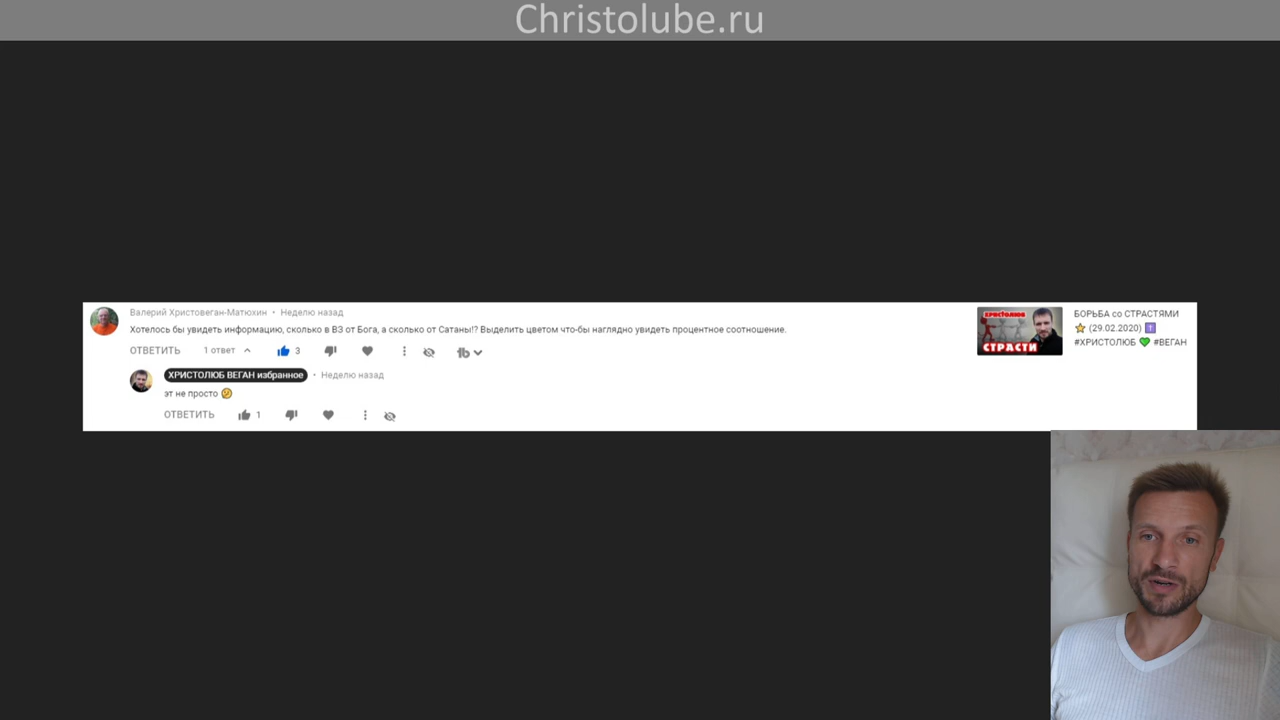 Christolube.ru
Валерий Христовеган-Матюхин • Неделю назад
Хотелось бы увидеть информацию, сколько в ВЗ от Бога, а сколько от Сатаны!? Выделить цветом что-бы наглядно увидеть процентное соотношение.
ОТВЕТИТЬ 1 ответ 3
ХРИСТОЛЮБ ВЕГАН избранное • Неделю назад
эт не просто 🤔
ОТВЕТИТЬ 1
ХРИСТОЛЮБ
СТРАСТИ
БОРЬБА со СТРАСТЯМИ
⭐ (29.02.2020) ✝️
#ХРИСТОЛЮБ 💚 #ВЕГАН